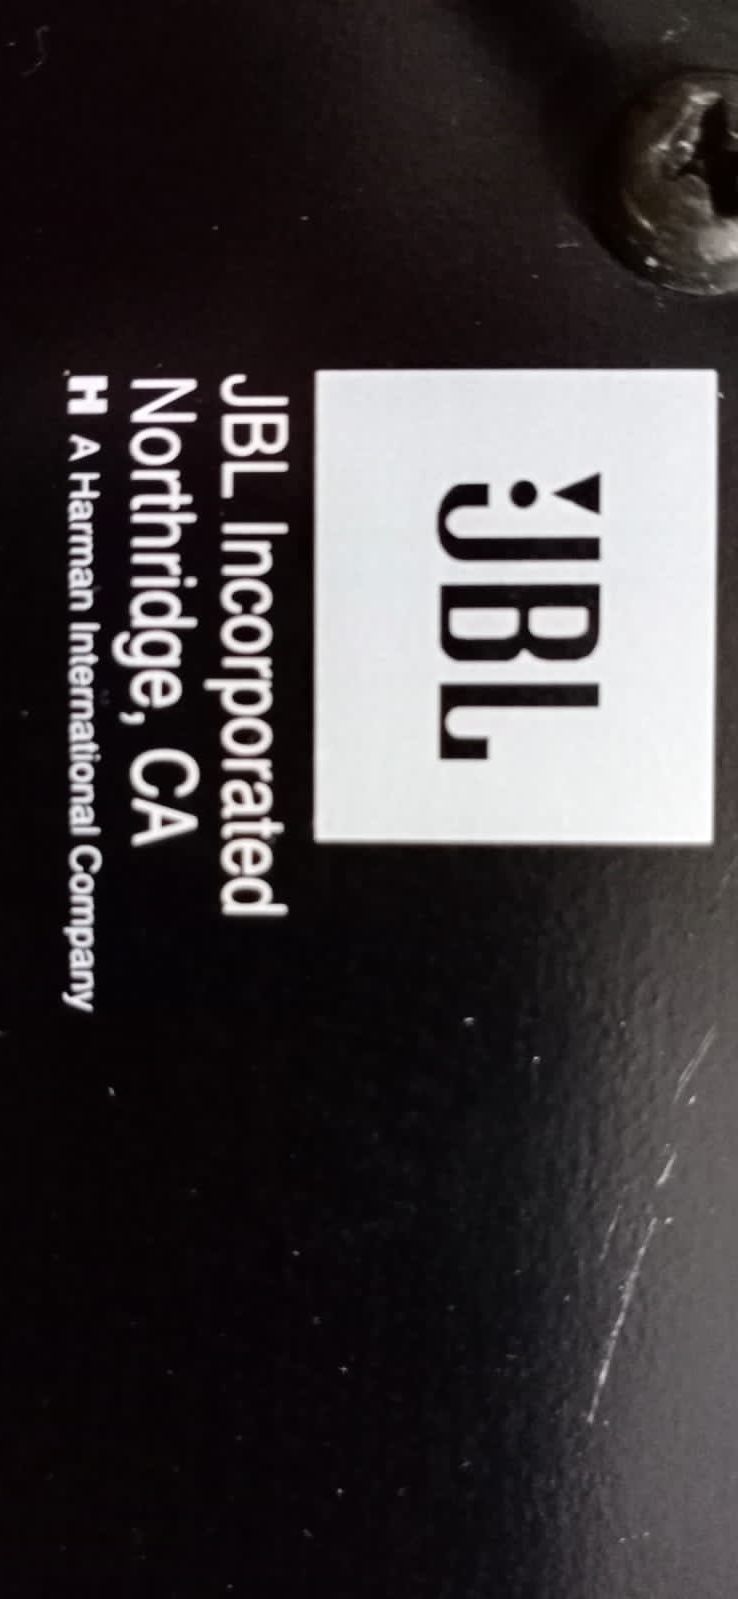 JBL
JBL Incorporated
Northridge, CA
H A Harman International Company